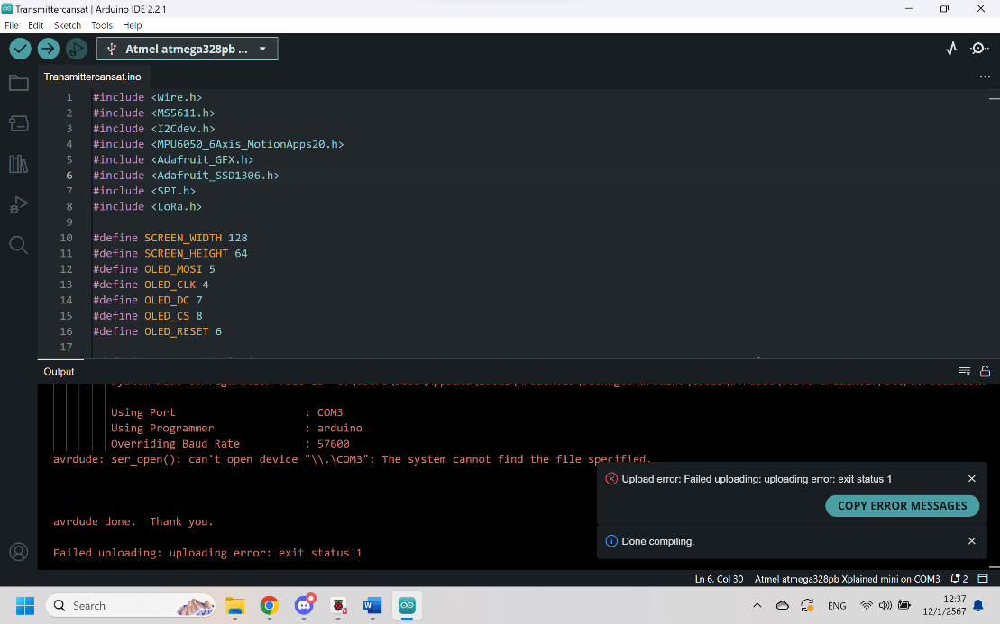 Transmittercansat | Arduino IDE 2.2.1
File Edit Sketch Tools Help
Atmel atmega328pb ...
Transmittercansat.ino
1 #include <Wire.h>
2 #include <MS5611.h>
3 #include <I2Cdev.h>
4 #include <MPU6050_6Axis_MotionApps20.h>
5 #include <Adafruit_GFX.h>
6 #include <Adafruit_SSD1306.h>
7 #include <SPI.h>
8 #include <LoRa.h>
9
10 #define SCREEN_WIDTH 128
11 #define SCREEN_HEIGHT 64
12 #define OLED_MOSI 5
13 #define OLED_CLK 4
14 #define OLED_DC 7
15 #define OLED_CS 8
16 #define OLED_RESET 6
17
Output
Using Port : COM3
Using Programmer : arduino
Overriding Baud Rate : 57600
avrdude: ser_open(): can't open device "\\.\COM3": The system cannot find the file specified.
Upload error: Failed uploading: uploading error: exit status 1
COPY ERROR MESSAGES
avrdude done. Thank you.
Done compiling.
Failed uploading: uploading error: exit status 1
Ln 6, Col 30 Atmel atmega328pb Xplained mini on COM3 2
Search
ENG
12:37
12/1/2567